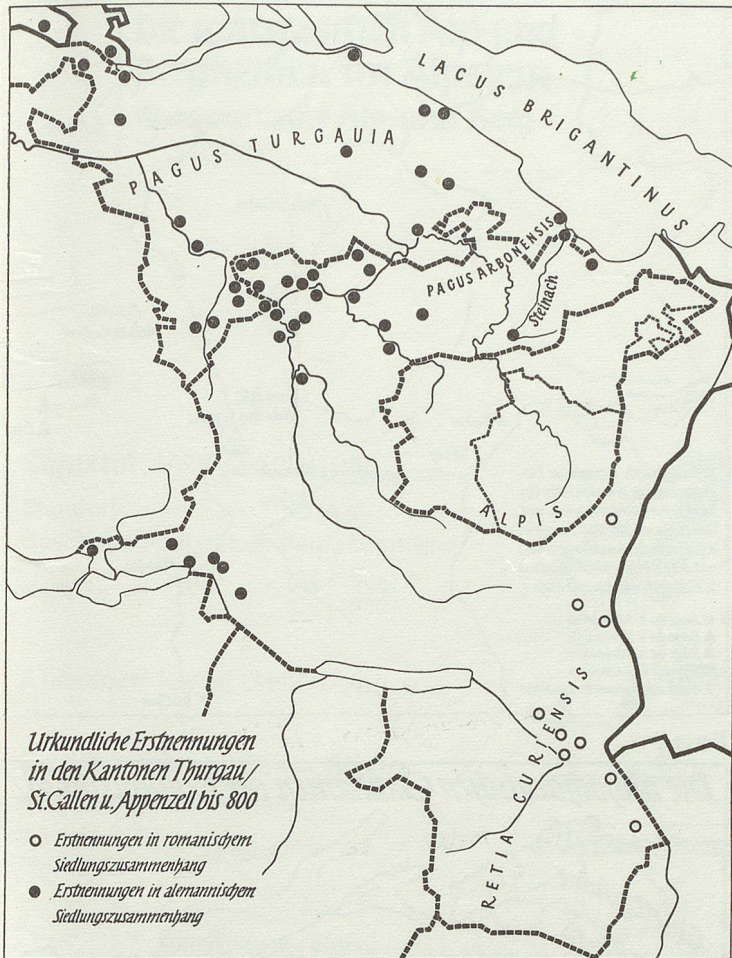 LACUS BRIGANTINUS
PAGUS TURGAUIA
PAGUS ARBONENSIS
Steinach
ALPIS
RETIA CURIENSIS
Urkundliche Erstnennungen
in den Kantonen Thurgau/
St.Gallen u. Appenzell bis 800
Erstnennungen in romanischem
Siedlungszusammenhang
Erstnennungen in alemannischem
Siedlungszusammenhang